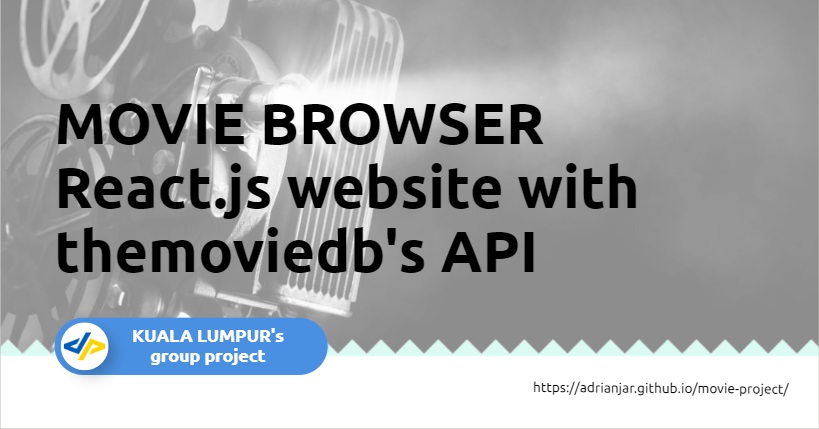 MOVIE BROWSER
React.js website with
themoviedb's API
KUALA LUMPUR's
group project
https://adrianjar.github.io/movie-project/